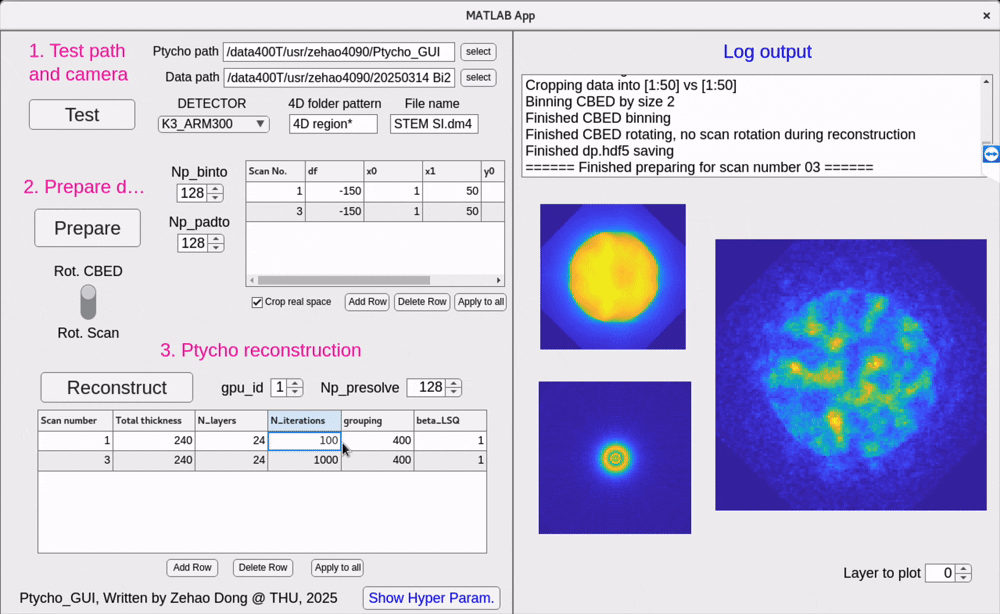 MATLAB App
×
1. Test path
and camera
Test
Ptycho path /data400T/usr/zehao4090/Ptycho_GUI select
Data path /data400T/usr/zehao4090/20250314 Bi2 select
DETECTOR 4D folder pattern File name
K3_ARM300 4D region* STEM SI.dm4
2. Prepare d…
Prepare
Rot. CBED
Rot. Scan
Np_binto
128
Np_padto
128
Scan No. df x0 x1 y0
1 -150 1 50
3 -150 1 50
Crop real space Add Row Delete Row Apply to all
3. Ptycho reconstruction
Reconstruct gpu_id 1 Np_presolve 128
Scan number Total thickness N_layers N_iterations grouping beta_LSQ
1 240 24 100 400 1
3 240 24 1000 400 1
Add Row Delete Row Apply to all
Ptycho_GUI, Written by Zehao Dong @ THU, 2025 Show Hyper Param.
Log output
Cropping data into [1:50] vs [1:50]
Binning CBED by size 2
Finished CBED binning
Finished CBED rotating, no scan rotation during reconstruction
Finished dp.hdf5 saving
====== Finished preparing for scan number 03 ======
Layer to plot 0